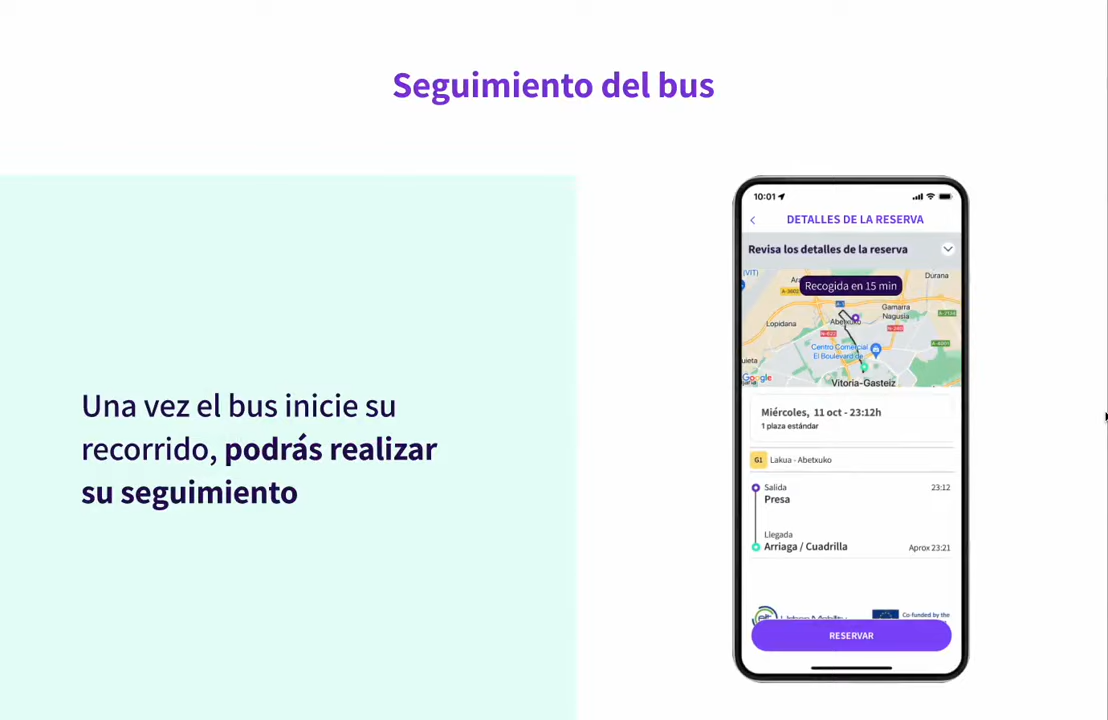 Seguimiento del bus
Una vez el bus inicie su
recorrido, podrás realizar
su seguimiento
10:01
DETALLES DE LA RESERVA
Revisa los detalles de la reserva
(VIT)
Durana
A-3602
Recogida en 15 min
A-1
Gamarra
Nagusia
Lopidana
Abetxuko
Centro Comercial
El Boulevard de
Google
Vitoria-Gasteiz
Miércoles, 11 oct - 23:12h
1 plaza estándar
G1 Lakua - Abetxuko
Salida
23:12
Presa
Llegada
Arriaga / Cuadrilla
Aprox 23:21
Co-funded by the
RESERVAR